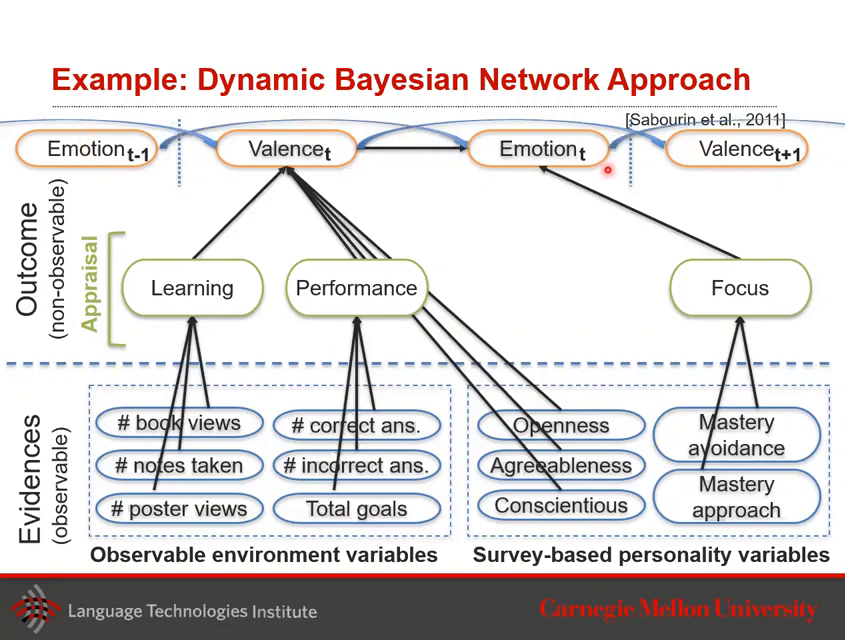 Example: Dynamic Bayesian Network Approach
[Sabourin et al., 2011]
Emotion t-1
Valence t
Emotion t
Valence t+1
Outcome
(non-observable)
Appraisal
Learning
Performance
Focus
Evidences
(observable)
# book views
# notes taken
# poster views
# correct ans.
# incorrect ans.
Total goals
Openness
Agreeableness
Conscientious
Mastery
avoidance
Mastery
approach
Observable environment variables
Survey-based personality variables
Language Technologies Institute
Carnegie Mellon University